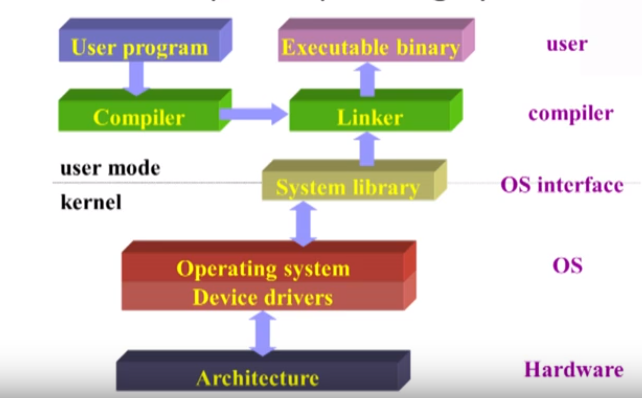 User program
Executable binary
user
Compiler
Linker
compiler
user mode
kernel
System library
OS interface
Operating system
Device drivers
OS
Architecture
Hardware